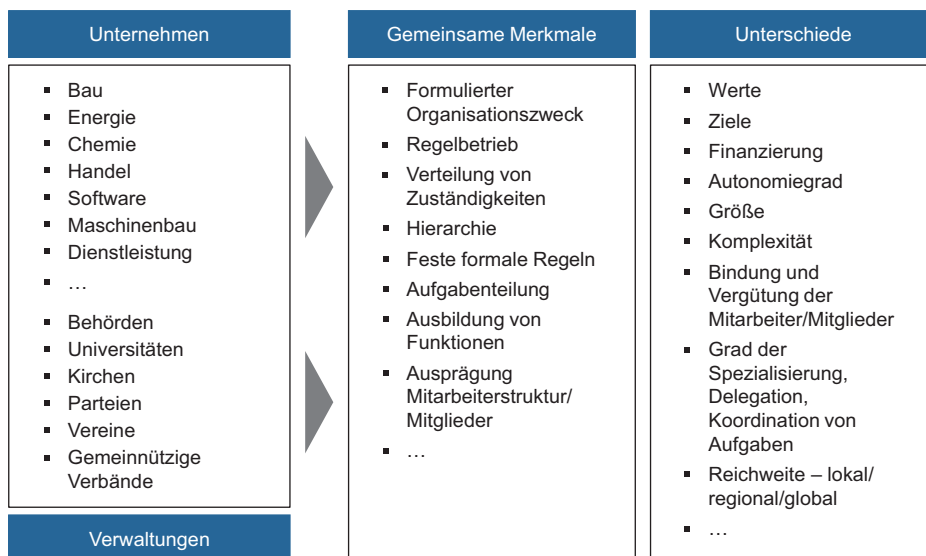 Unternehmen
▪ Bau
▪ Energie
▪ Chemie
▪ Handel
▪ Software
▪ Maschinenbau
▪ Dienstleistung
▪ …
▪ Behörden
▪ Universitäten
▪ Kirchen
▪ Parteien
▪ Vereine
▪ Gemeinnützige
Verbände
Verwaltungen
Gemeinsame Merkmale
▪ Formulierter
Organisationszweck
▪ Regelbetrieb
▪ Verteilung von
Zuständigkeiten
▪ Hierarchie
▪ Feste formale Regeln
▪ Aufgabenteilung
▪ Ausbildung von
Funktionen
▪ Ausprägung
Mitarbeiterstruktur/
Mitglieder
▪ …
Unterschiede
▪ Werte
▪ Ziele
▪ Finanzierung
▪ Autonomiegrad
▪ Größe
▪ Komplexität
▪ Bindung und
Vergütung der
Mitarbeiter/Mitglieder
▪ Grad der
Spezialisierung,
Delegation,
Koordination von
Aufgaben
▪ Reichweite – lokal/
regional/global
▪ …